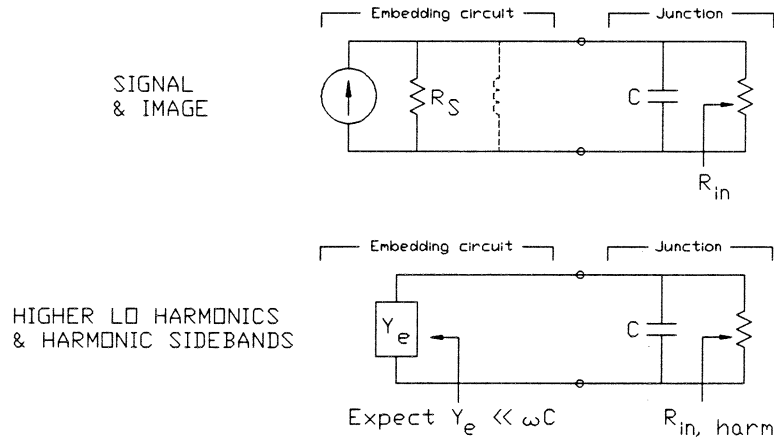 Embedding circuit
Junction
SIGNAL
& IMAGE
R_S
C
R_in
Embedding circuit
Junction
HIGHER LO HARMONICS
& HARMONIC SIDEBANDS
Y_e
C
Expect Y_e << ωC
R_in, harm